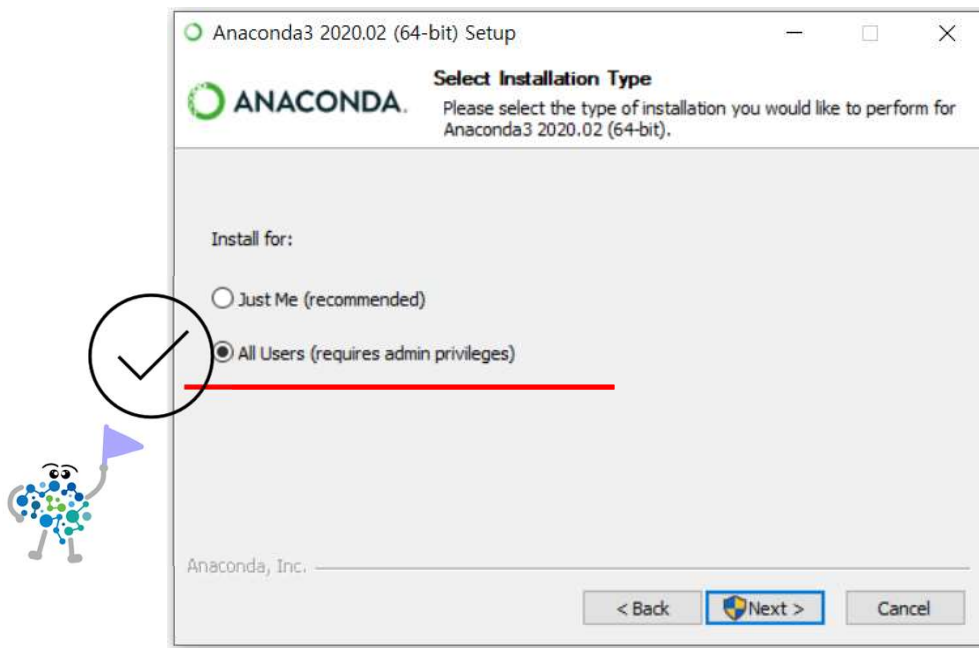 Anaconda3 2020.02 (64-bit) Setup
ANACONDA.
Select Installation Type
Please select the type of installation you would like to perform for
Anaconda3 2020.02 (64-bit).
Install for:
Just Me (recommended)
All Users (requires admin privileges)
Anaconda, Inc.
< Back
Next >
Cancel